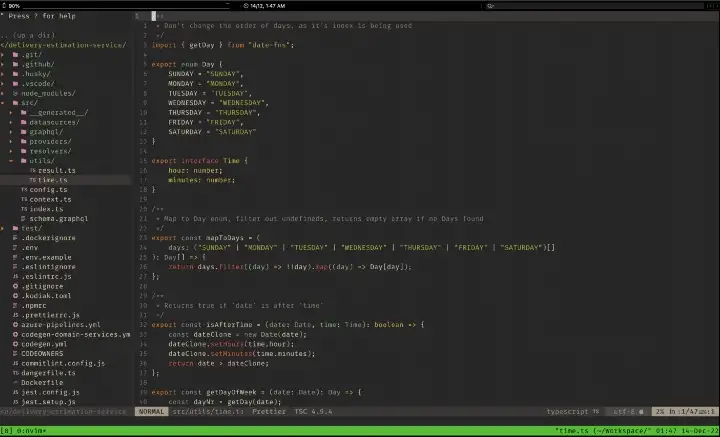 90%
14/12, 1:47 AM
" Press ? for help
.. (up a dir)
</delivery-estimation-service/
.git/
.github/
.husky/
.vscode/
node_modules/
src/
__generated__/
datasources/
graphql/
providers/
resolvers/
utils/
TS result.ts
TS time.ts
TS config.ts
TS context.ts
TS index.ts
schema.graphql
test/
.dockerignore
.env
.env.example
.eslintignore
.eslintrc.js
.gitignore
.kodiak.toml
.npmrc
.prettierrc.js
azure-pipelines.yml
codegen-domain-services.ym
codegen.yml
CODEOWNERS
commitlint.config.js
dangerfile.ts
Dockerfile
jest.config.js
jest.setup.js
1 /**
1 * Don't change the order of days, as it's index is being used
2 */
3 import { getDay } from "date-fns";
4
5 export enum Day {
6 SUNDAY = "SUNDAY",
7 MONDAY = "MONDAY",
8 TUESDAY = "TUESDAY",
9 WEDNESDAY = "WEDNESDAY",
10 THURSDAY = "THURSDAY",
11 FRIDAY = "FRIDAY",
12 SATURDAY = "SATURDAY"
13 }
14
15 export interface Time {
16 hour: number;
17 minutes: number;
18 }
19
20 /**
21 * Map to Day enum, filter out undefineds, returns empty array if no Days found
22 */
23 export const mapToDays = (
24 days: ("SUNDAY" | "MONDAY" | "TUESDAY" | "WEDNESDAY" | "THURSDAY" | "FRIDAY" | "SATURDAY")[]
25 ): Day[] => {
26 return days.filter((day) => !!day).map((day) => Day[day]);
27 };
28
29 /**
30 * Returns true if `date` is after `time`
31 */
32 export const isAfterTime = (date: Date, time: Time): boolean => {
33 const dateClone = new Date(date);
34 dateClone.setHours(time.hour);
35 dateClone.setMinutes(time.minutes);
36 return date > dateClone;
37 };
38
39 export const getDayOfWeek = (date: Date): Day => {
40 const dayNr = getDay(date);
<p/delivery-estimation-service
NORMAL src/utils/time.ts Prettier TSC 4.9.4 typescript TS utf-8 2% ln :1/47
[0] 0:nvim* "time.ts (~/Workspace/" 01:47 14-Dec-22